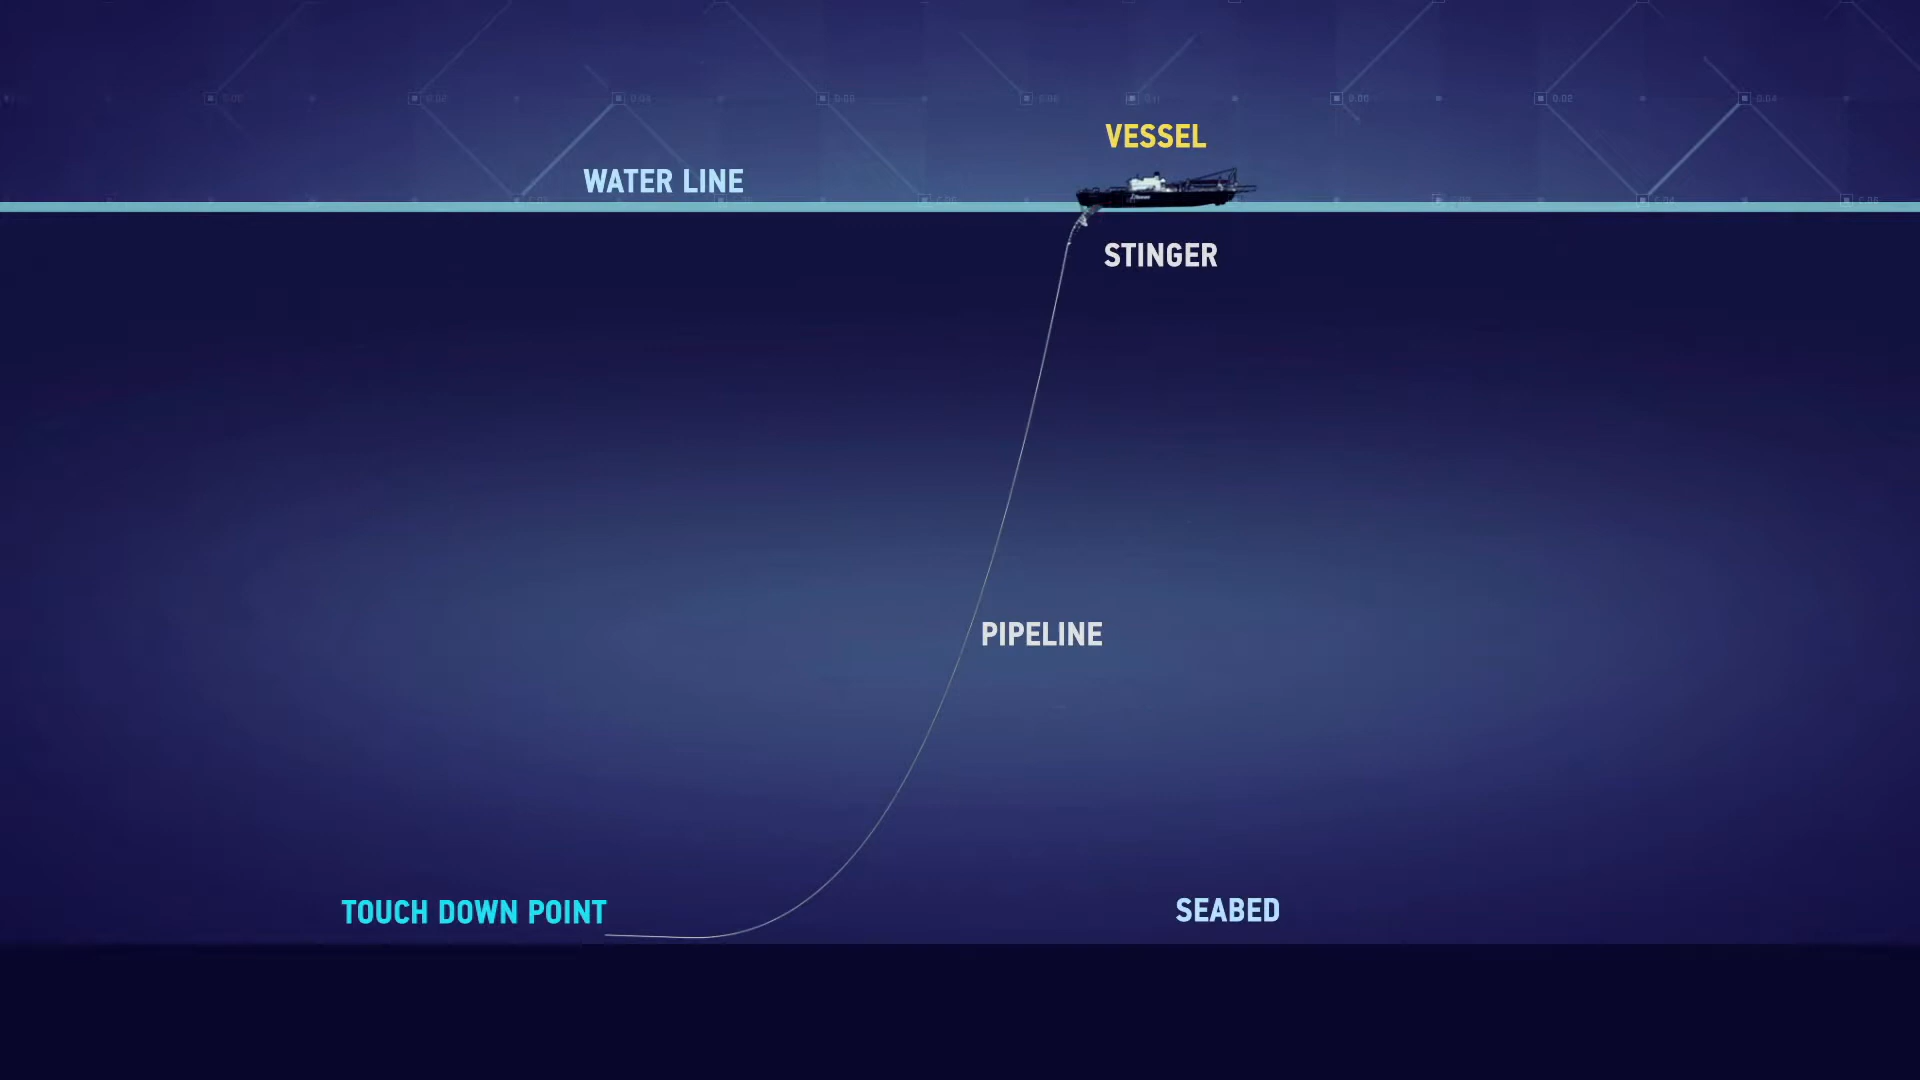 VESSEL
WATER LINE
STINGER
PIPELINE
TOUCH DOWN POINT
SEABED